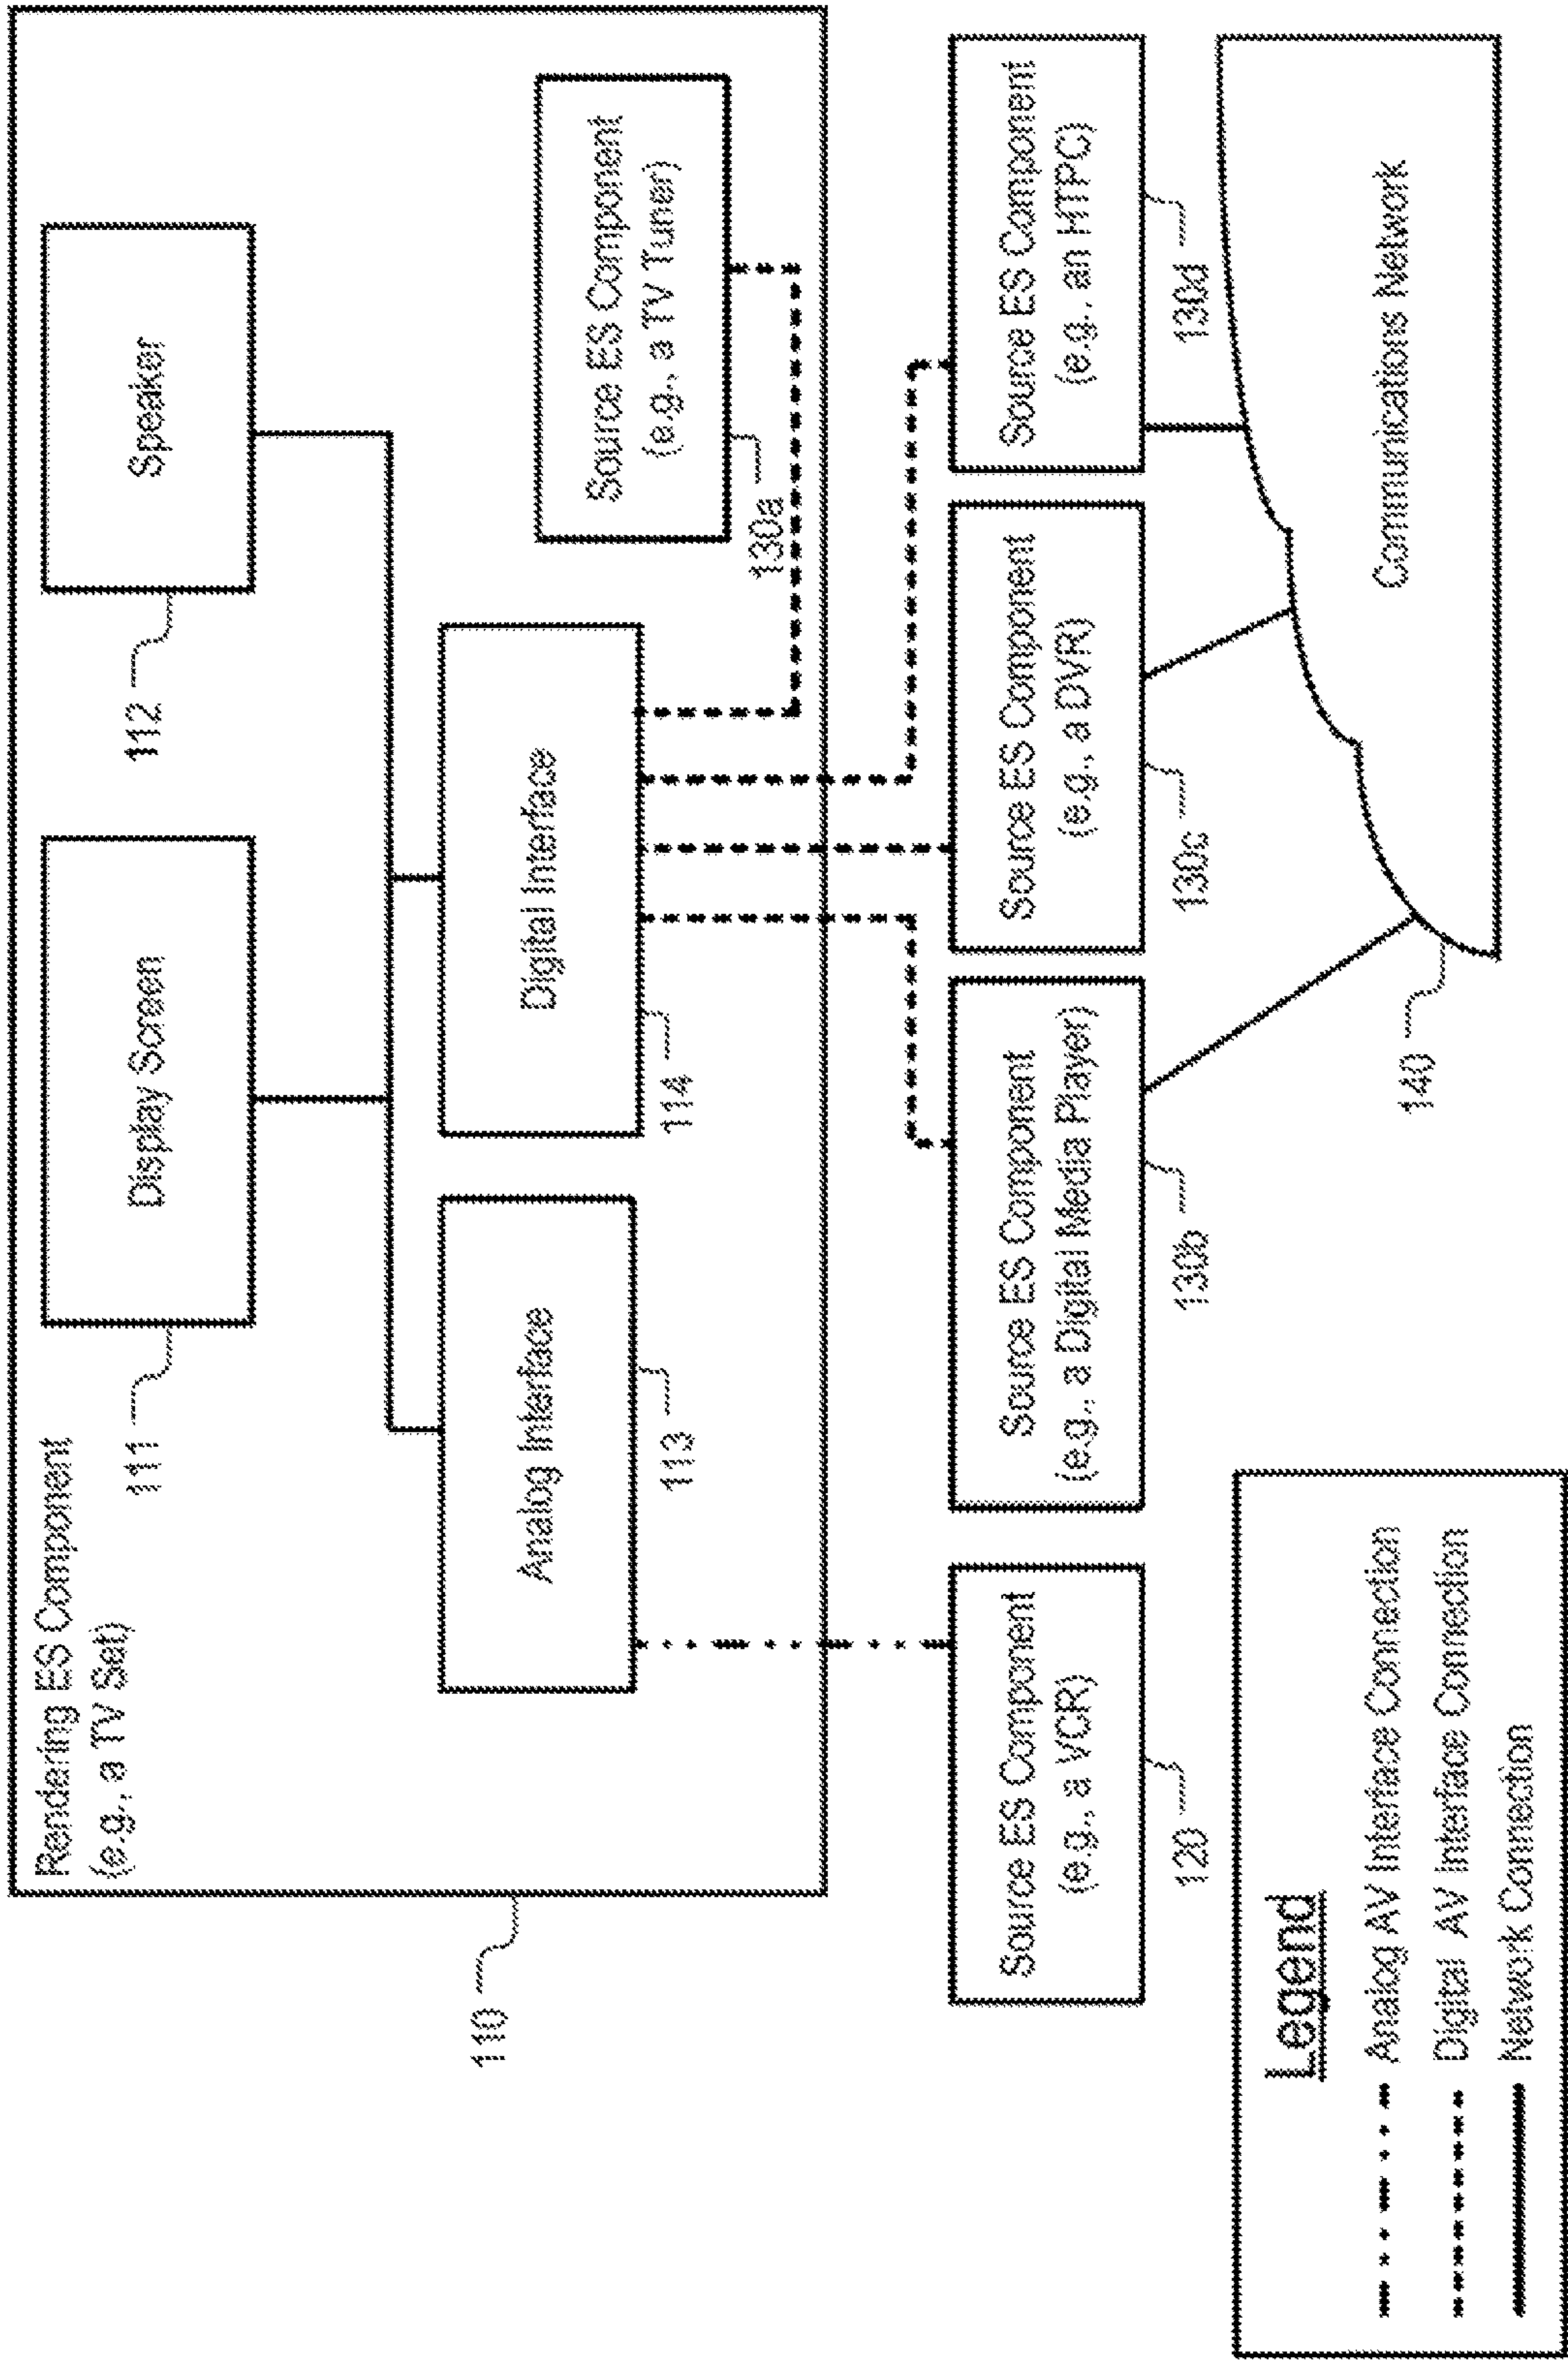 Rendering ES Component
(e.g., a TV Set)
110
Display Screen
111
Speaker
112
Analog Interface
113
Digital Interface
114
Source ES Component
(e.g., a TV Tuner)
130a
Source ES Component
(e.g., a VCR)
120
Source ES Component
(e.g., a Digital Media Player)
130b
Source ES Component
(e.g., a DVR)
130c
Source ES Component
(e.g., an HTPC)
130d
Communications Network
140
Legend
Analog AV Interface Connection
Digital AV Interface Connection
Network Connection